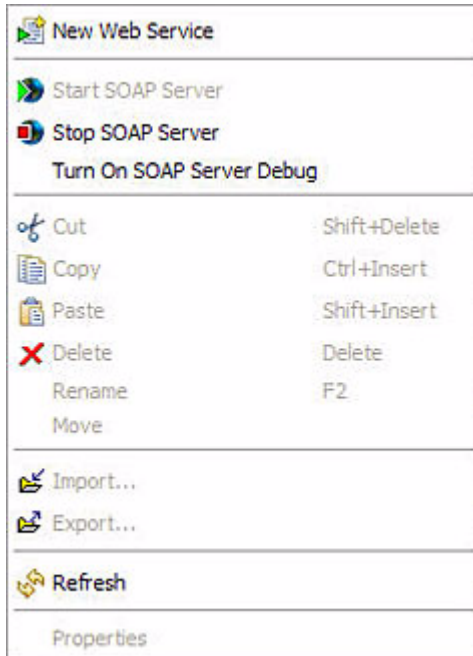 New Web Service
Start SOAP Server
Stop SOAP Server
Turn On SOAP Server Debug
Cut Shift+Delete
Copy Ctrl+Insert
Paste Shift+Insert
Delete Delete
Rename F2
Move
Import...
Export...
Refresh
Properties